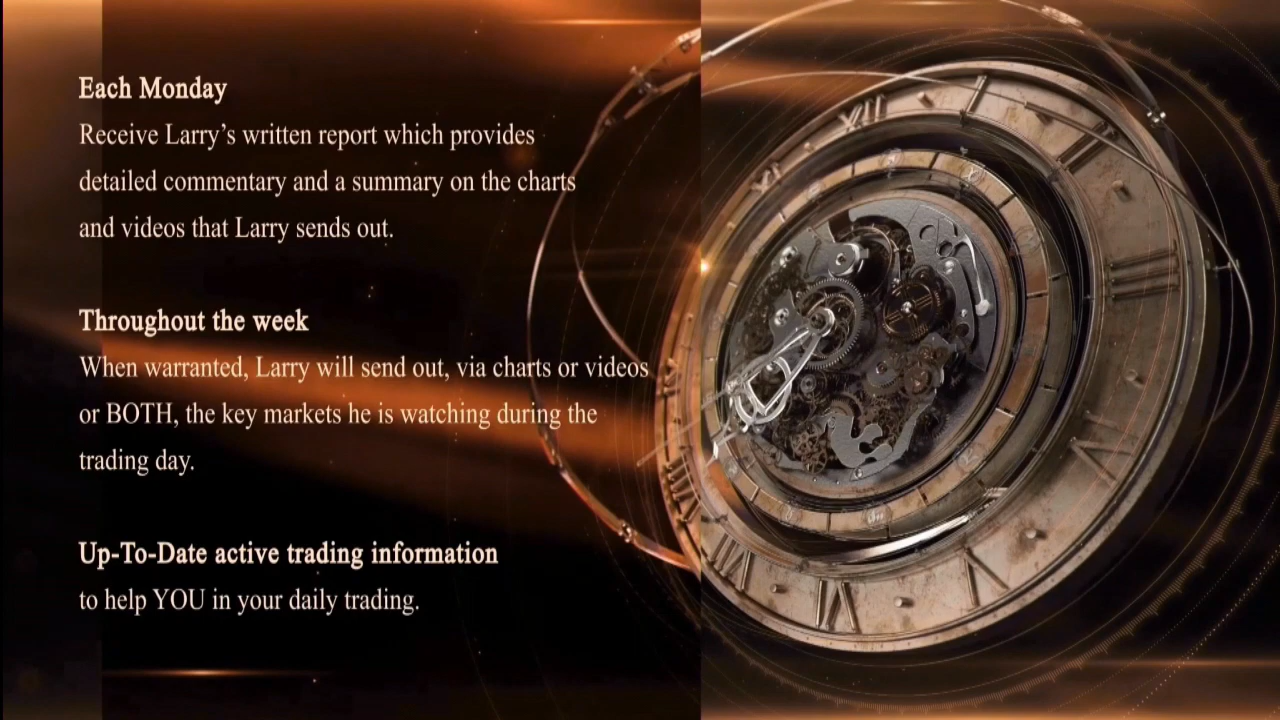 Each Monday
Receive Larry’s written report which provides
detailed commentary and a summary on the charts
and videos that Larry sends out.
Throughout the week
When warranted, Larry will send out, via charts or videos
or BOTH, the key markets he is watching during the
trading day.
Up-To-Date active trading information
to help YOU in your daily trading.